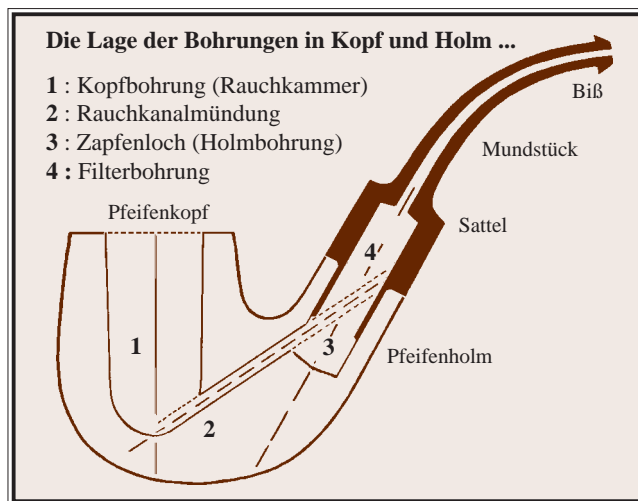 Die Lage der Bohrungen in Kopf und Holm ...
1 : Kopfbohrung (Rauchkammer)
2 : Rauchkanalmündung
3 : Zapfenloch (Holmbohrung)
4 : Filterbohrung
Biß
Mundstück
Pfeifenkopf
Sattel
4
1
3
Pfeifenholm
2